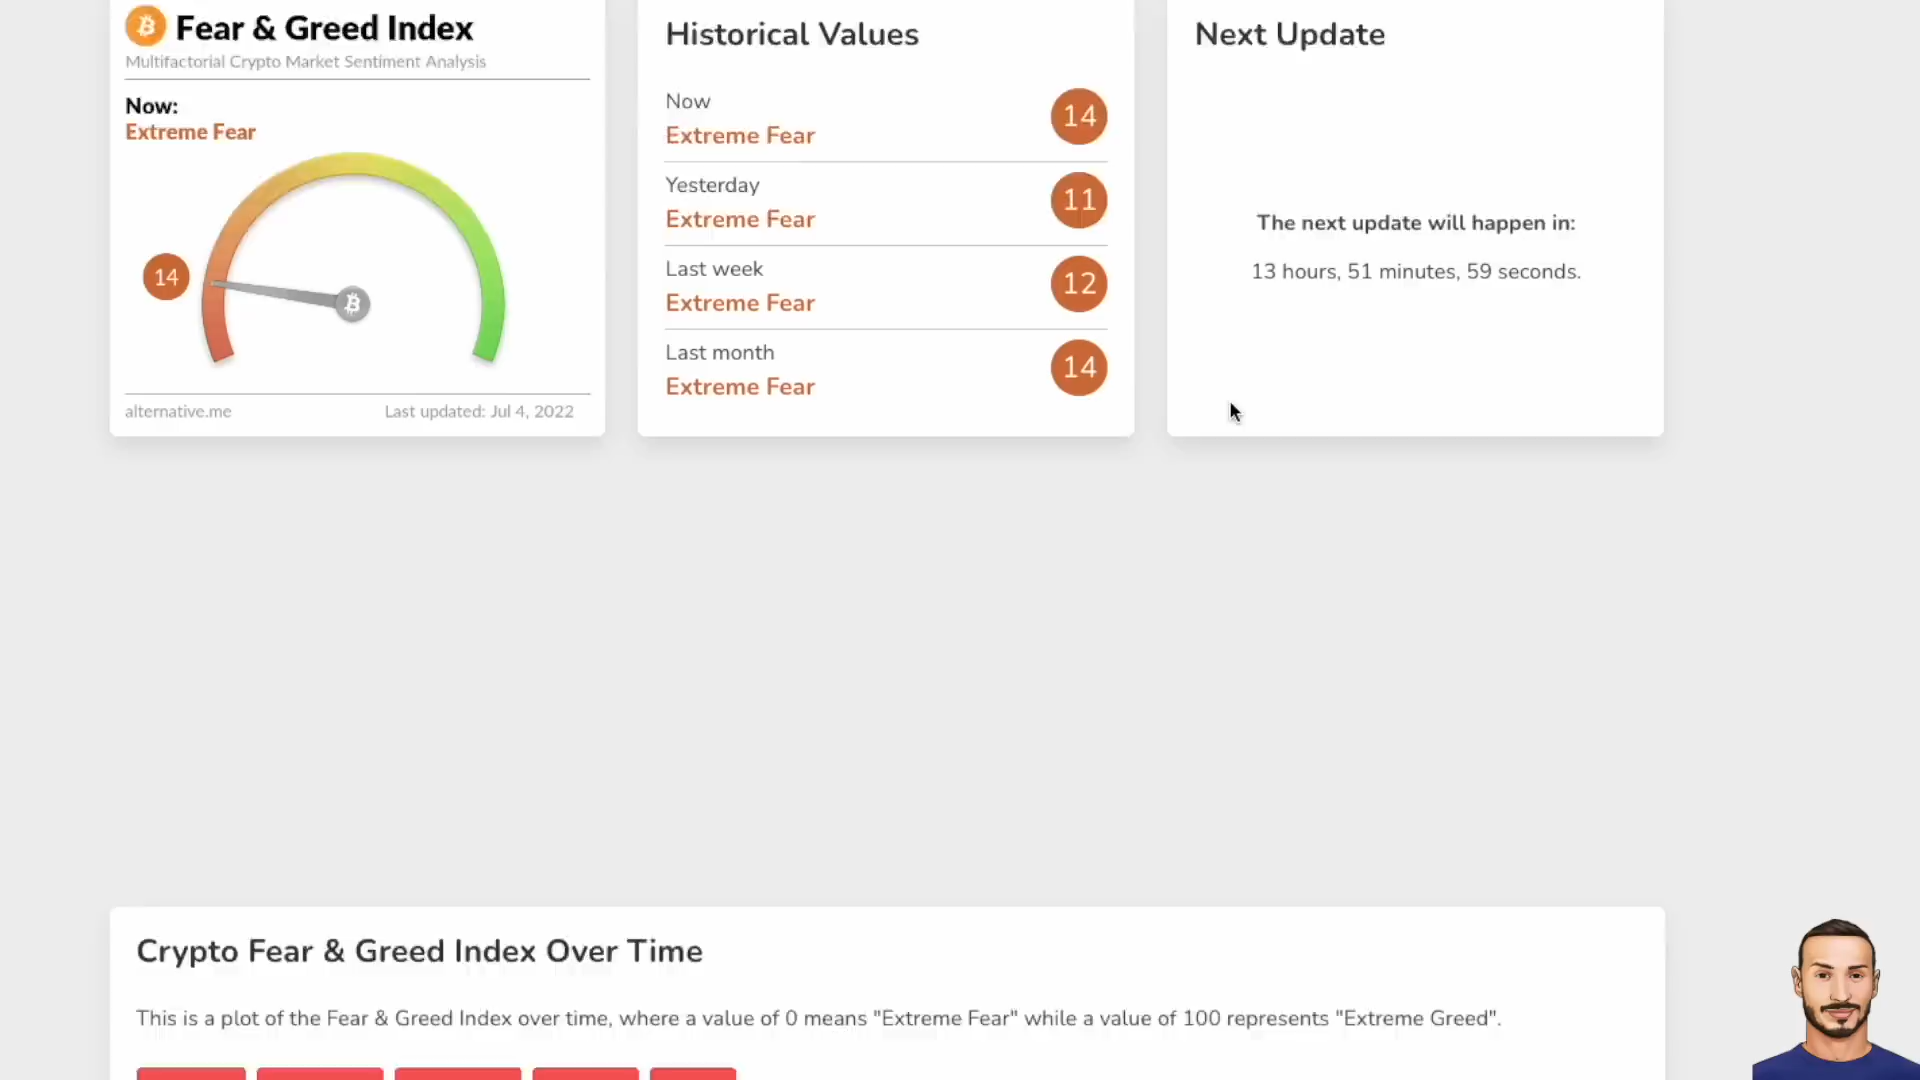 Fear & Greed Index
Multifactorial Crypto Market Sentiment Analysis
Now:
Extreme Fear
14
alternative.me
Last updated: Jul 4, 2022
Historical Values
Now
Extreme Fear
14
Yesterday
Extreme Fear
11
Last week
Extreme Fear
12
Last month
Extreme Fear
14
Next Update
The next update will happen in:
13 hours, 51 minutes, 59 seconds.
Crypto Fear & Greed Index Over Time
This is a plot of the Fear & Greed Index over time, where a value of 0 means "Extreme Fear" while a value of 100 represents "Extreme Greed".